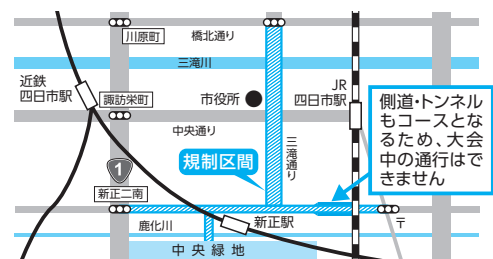 川原町
橋北通り
三滝川
近鉄
四日市駅
諏訪栄町
市役所
JR
四日市駅
側道・トンネル
もコースとな
るため、大会
中の通行はで
きません
中央通り
三滝通り
規制区間
1
新正二南
鹿化川
新正駅
〒
中央緑地